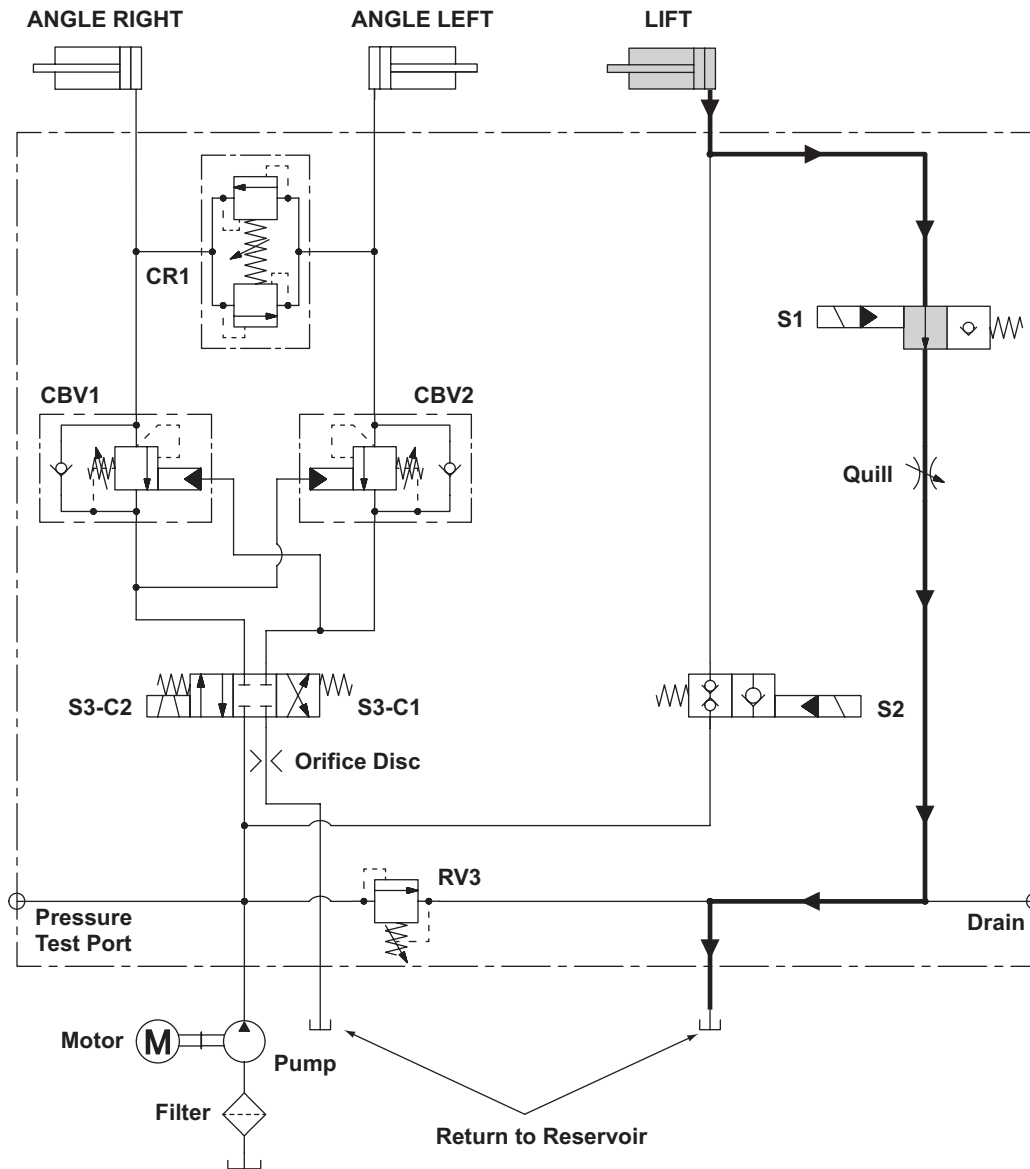 ANGLE RIGHT
ANGLE LEFT
LIFT
CR1
S1
CBV1
CBV2
Quill
S3-C2
S3-C1
S2
Orifice Disc
RV3
Pressure
Test Port
Drain
Motor
M
Pump
Filter
Return to Reservoir